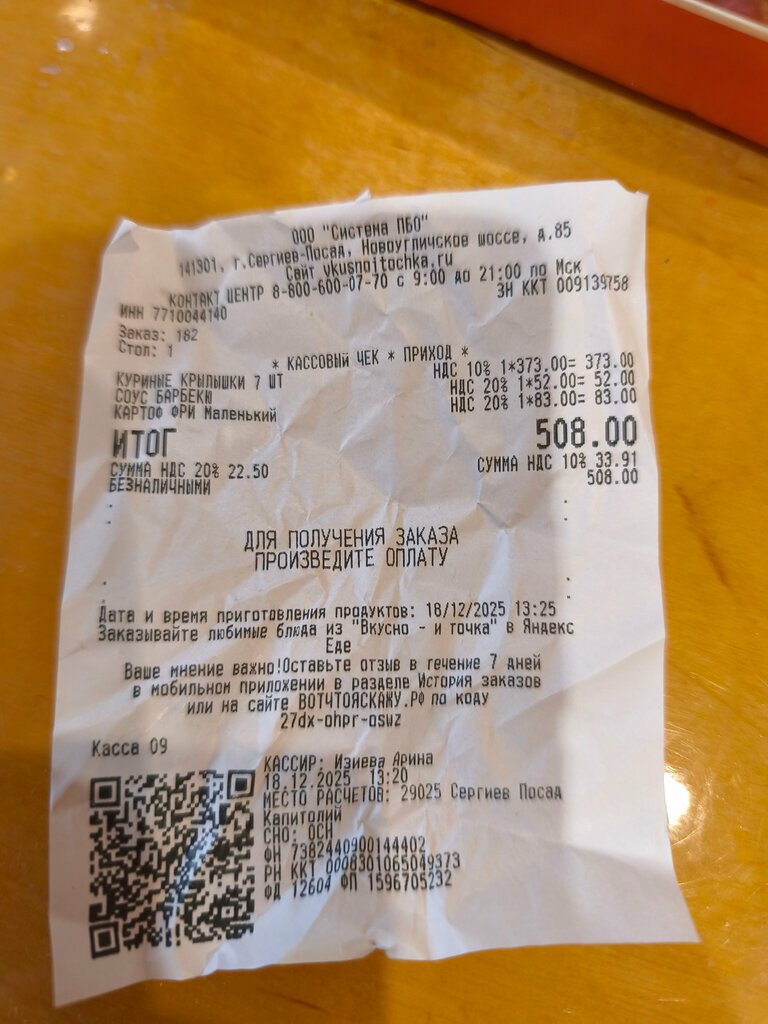 ООО "Система ПБО"
141301, г.Сергиев-Посад, Новоугличское шоссе, д.85
Сайт vkusnoitochka.ru
КОНТАКТ ЦЕНТР 8-800-600-07-70 с 9:00 до 21:00 по Мск
ИНН 7710044140 ЗН ККТ 009139758
Заказ: 182
Стол: 1
* КАССОВЫЙ ЧЕК * ПРИХОД *
КУРИНЫЕ КРЫЛЫШКИ 7 ШТ НДС 10% 1*373.00= 373.00
СОУС БАРБЕКЮ НДС 20% 1*52.00= 52.00
КАРТОФ ФРИ Маленький НДС 20% 1*83.00= 83.00
ИТОГ 508.00
СУММА НДС 20% 22.50 СУММА НДС 10% 33.91
БЕЗНАЛИЧНЫМИ 508.00
ДЛЯ ПОЛУЧЕНИЯ ЗАКАЗА
ПРОИЗВЕДИТЕ ОПЛАТУ
Дата и время приготовления продуктов: 18/12/2025 13:25
Заказывайте любимые блюда из "Вкусно - и точка" в Яндекс
Еде
Ваше мнение важно!Оставьте отзыв в течение 7 дней
в мобильном приложении в разделе История заказов
или на сайте ВОТЧТОЯСКАЖУ.РФ по коду
27dx-ohpr-oswz
Касса 09
КАССИР: Изиева Арина
18.12.2025 13:20
МЕСТО РАСЧЕТОВ: 29025 Сергиев Посад
Капитолий
СНО: ОСН
ФН 7382440900144402
РН ККТ 0008301065049373
ФД 12604 ФП 1596705232